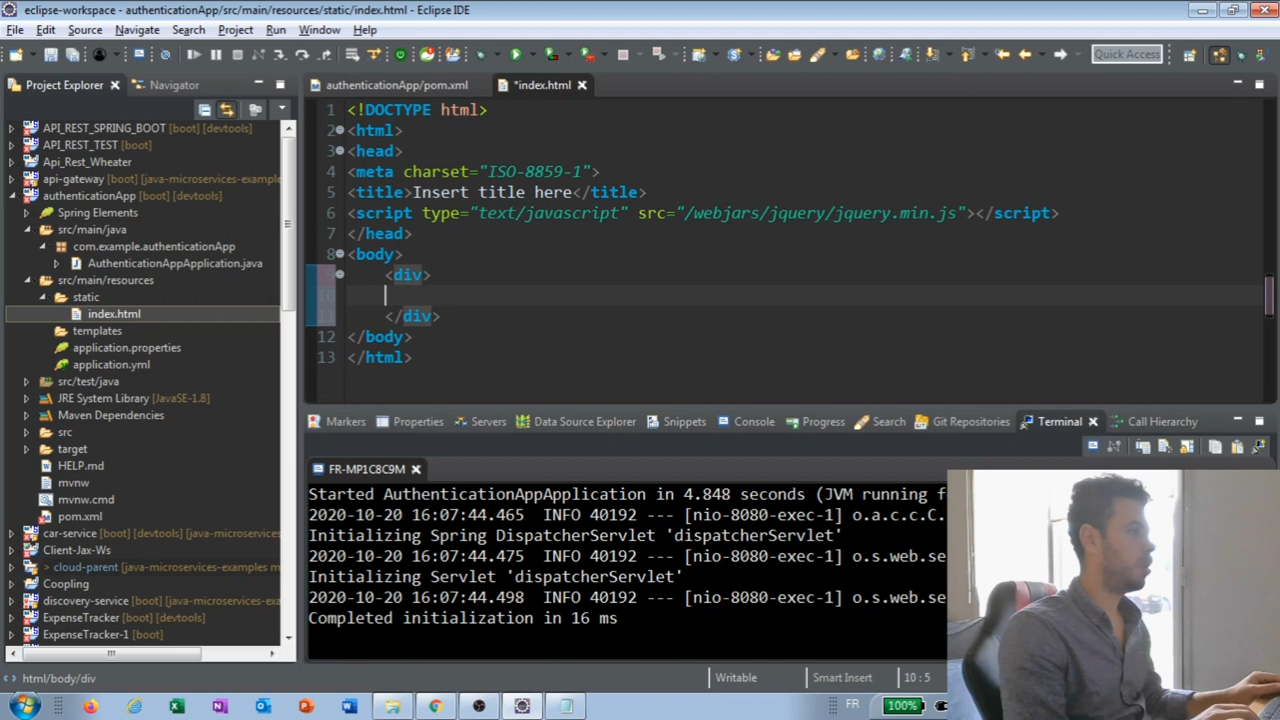 eclipse-workspace - authenticationApp/src/main/resources/static/index.html - Eclipse IDE
File Edit Source Navigate Search Project Run Window Help
Quick Access
Project Explorer Navigator
authenticationApp/pom.xml *index.html
API_REST_SPRING_BOOT [boot] [devtools]
API_REST_TEST [boot]
Api_Rest_Wheater
api-gateway [boot] [java-microservices-example
authenticationApp [boot] [devtools]
Spring Elements
src/main/java
com.example.authenticationApp
AuthenticationAppApplication.java
src/main/resources
static
index.html
templates
application.properties
application.yml
src/test/java
JRE System Library [JavaSE-1.8]
Maven Dependencies
src
target
HELP.md
mvnw
mvnw.cmd
pom.xml
car-service [boot] [java-microservices-examp
Client-Jax-Ws
> cloud-parent [java-microservices-examples m
Coopling
discovery-service [boot] [java-microservices-exa
ExpenseTracker [boot] [devtools]
ExpenseTracker-1 [boot]
1 <!DOCTYPE html>
2 <html>
3 <head>
4 <meta charset="ISO-8859-1">
5 <title>Insert title here</title>
6 <script type="text/javascript" src="/webjars/jquery/jquery.min.js"></script>
7 </head>
8 <body>
9 <div>
10
11 </div>
12 </body>
13 </html>
Markers Properties Servers Data Source Explorer Snippets Console Progress Search Git Repositories Terminal Call Hierarchy
FR-MP1C8C9M
Started AuthenticationAppApplication in 4.848 seconds (JVM running f
2020-10-20 16:07:44.465 INFO 40192 --- [nio-8080-exec-1] o.a.c.c.C.
Initializing Spring DispatcherServlet 'dispatcherServlet'
2020-10-20 16:07:44.475 INFO 40192 --- [nio-8080-exec-1] o.s.web.se
Initializing Servlet 'dispatcherServlet'
2020-10-20 16:07:44.498 INFO 40192 --- [nio-8080-exec-1] o.s.web.se
Completed initialization in 16 ms
html/body/div
Writable Smart Insert 10 : 5
FR 100%